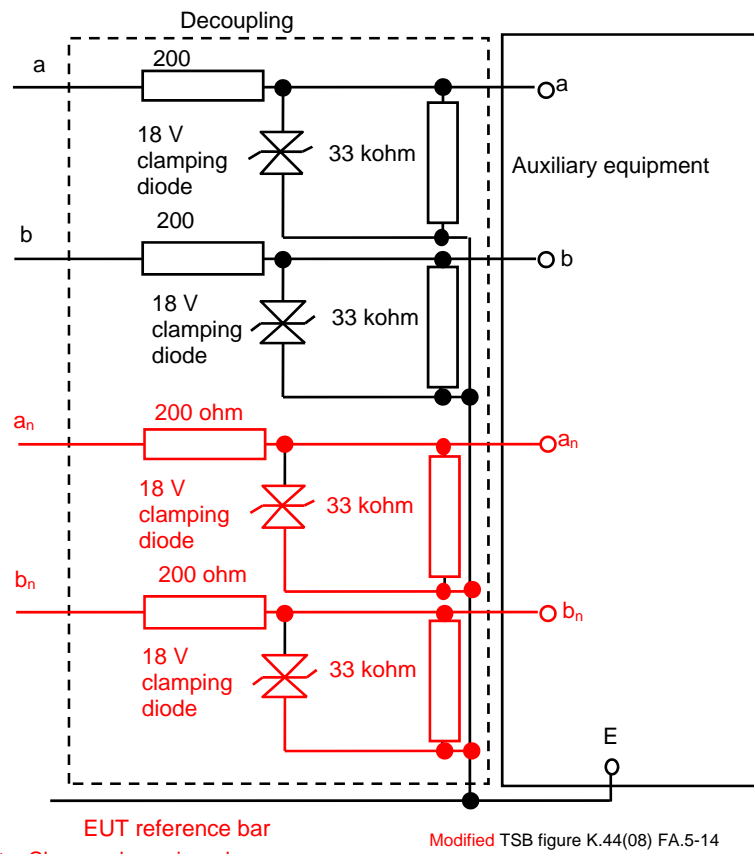 Decoupling
a
200
a
18 V
clamping
diode
33 kohm
Auxiliary equipment
200
b
b
18 V
clamping
diode
33 kohm
200 ohm
an
an
18 V
clamping
diode
33 kohm
200 ohm
bn
bn
18 V
clamping
diode
33 kohm
E
EUT reference bar
Modified TSB figure K.44(08) FA.5-14